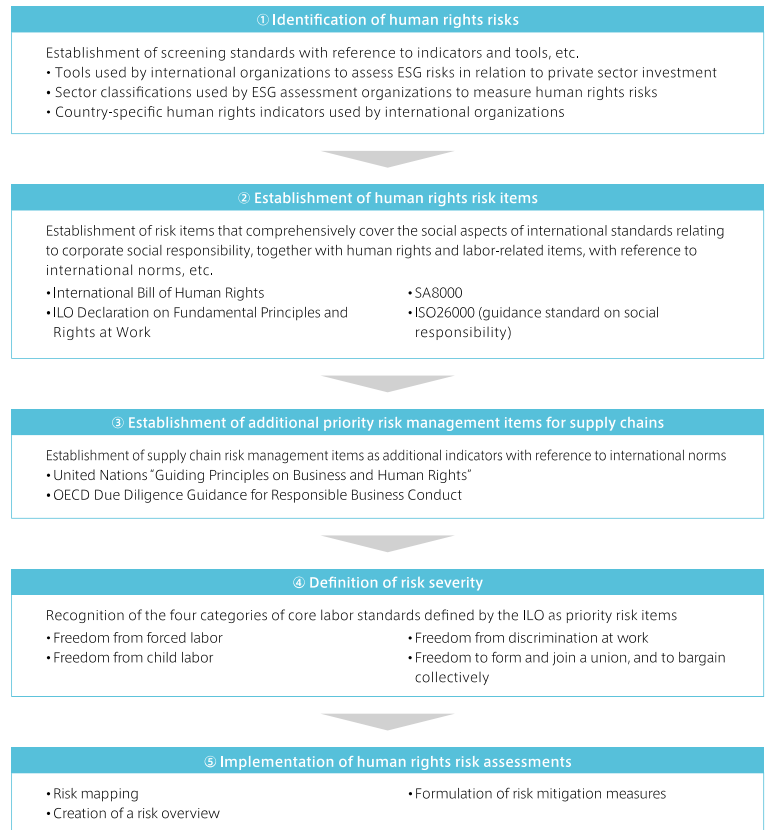 ① Identification of human rights risks
Establishment of screening standards with reference to indicators and tools, etc.
• Tools used by international organizations to assess ESG risks in relation to private sector investment
• Sector classifications used by ESG assessment organizations to measure human rights risks
• Country-specific human rights indicators used by international organizations
② Establishment of human rights risk items
Establishment of risk items that comprehensively cover the social aspects of international standards relating
to corporate social responsibility, together with human rights and labor-related items, with reference to
international norms, etc.
• International Bill of Human Rights
• ILO Declaration on Fundamental Principles and
Rights at Work
• SA8000
• ISO26000 (guidance standard on social
responsibility)
③ Establishment of additional priority risk management items for supply chains
Establishment of supply chain risk management items as additional indicators with reference to international norms
• United Nations “Guiding Principles on Business and Human Rights”
• OECD Due Diligence Guidance for Responsible Business Conduct
④ Definition of risk severity
Recognition of the four categories of core labor standards defined by the ILO as priority risk items
• Freedom from forced labor
• Freedom from child labor
• Freedom from discrimination at work
• Freedom to form and join a union, and to bargain
collectively
⑤ Implementation of human rights risk assessments
• Risk mapping
• Creation of a risk overview
• Formulation of risk mitigation measures